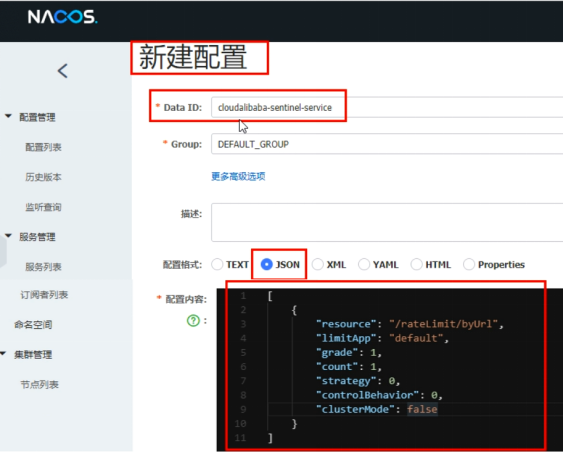 NACOS.
新建配置
配置管理
配置列表
历史版本
监听查询
服务管理
服务列表
订阅者列表
命名空间
集群管理
节点列表
* Data ID: cloudalibaba-sentinel-service
* Group: DEFAULT_GROUP
更多高级选项
描述:
配置格式: TEXT JSON XML YAML HTML Properties
* 配置内容:
? :
1 [
2 {
3 "resource": "/rateLimit/byUrl",
4 "limitApp": "default",
5 "grade": 1,
6 "count": 1,
7 "strategy": 0,
8 "controlBehavior": 0,
9 "clusterMode": false
10 }
11 ]